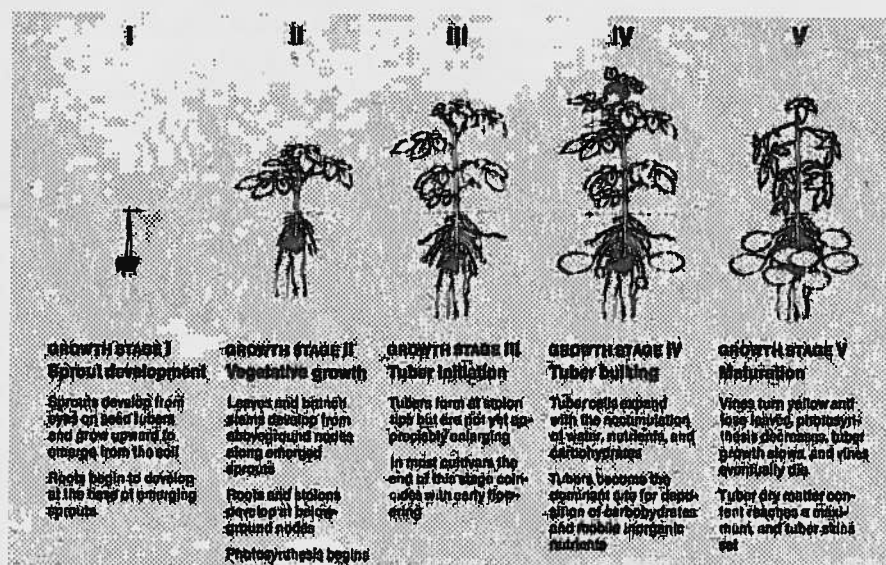 I
II
III
IV
V
GROWTH STAGE I
Sprout development
Sprouts develop from
eyes on seed tubers
and grow upward to
emerge from the soil
Roots begin to develop
at the base of emerging
sprouts
GROWTH STAGE II
Vegetative growth
Leaves and branch
stems develop from
aboveground nodes
along emerged
sprouts
Roots and stolons
develop at below-
ground nodes
Photosynthesis begins
GROWTH STAGE III
Tuber initiation
Tubers form at stolon
tips but are not yet ap-
preciably enlarging
In most cultivars the
end of this stage coin-
cides with early flow-
ering
GROWTH STAGE IV
Tuber bulking
Tuber cells expand
with the accumulation
of water, nutrients, and
carbohydrates
Tubers become the
dominant site for depo-
sition of carbohydrates
and mobile inorganic
nutrients
GROWTH STAGE V
Maturation
Vines turn yellow and
lose leaves, photosyn-
thesis decreases, tuber
growth slows, and vines
eventually die
Tuber dry matter con-
tent reaches a maxi-
mum, and tuber skins
set